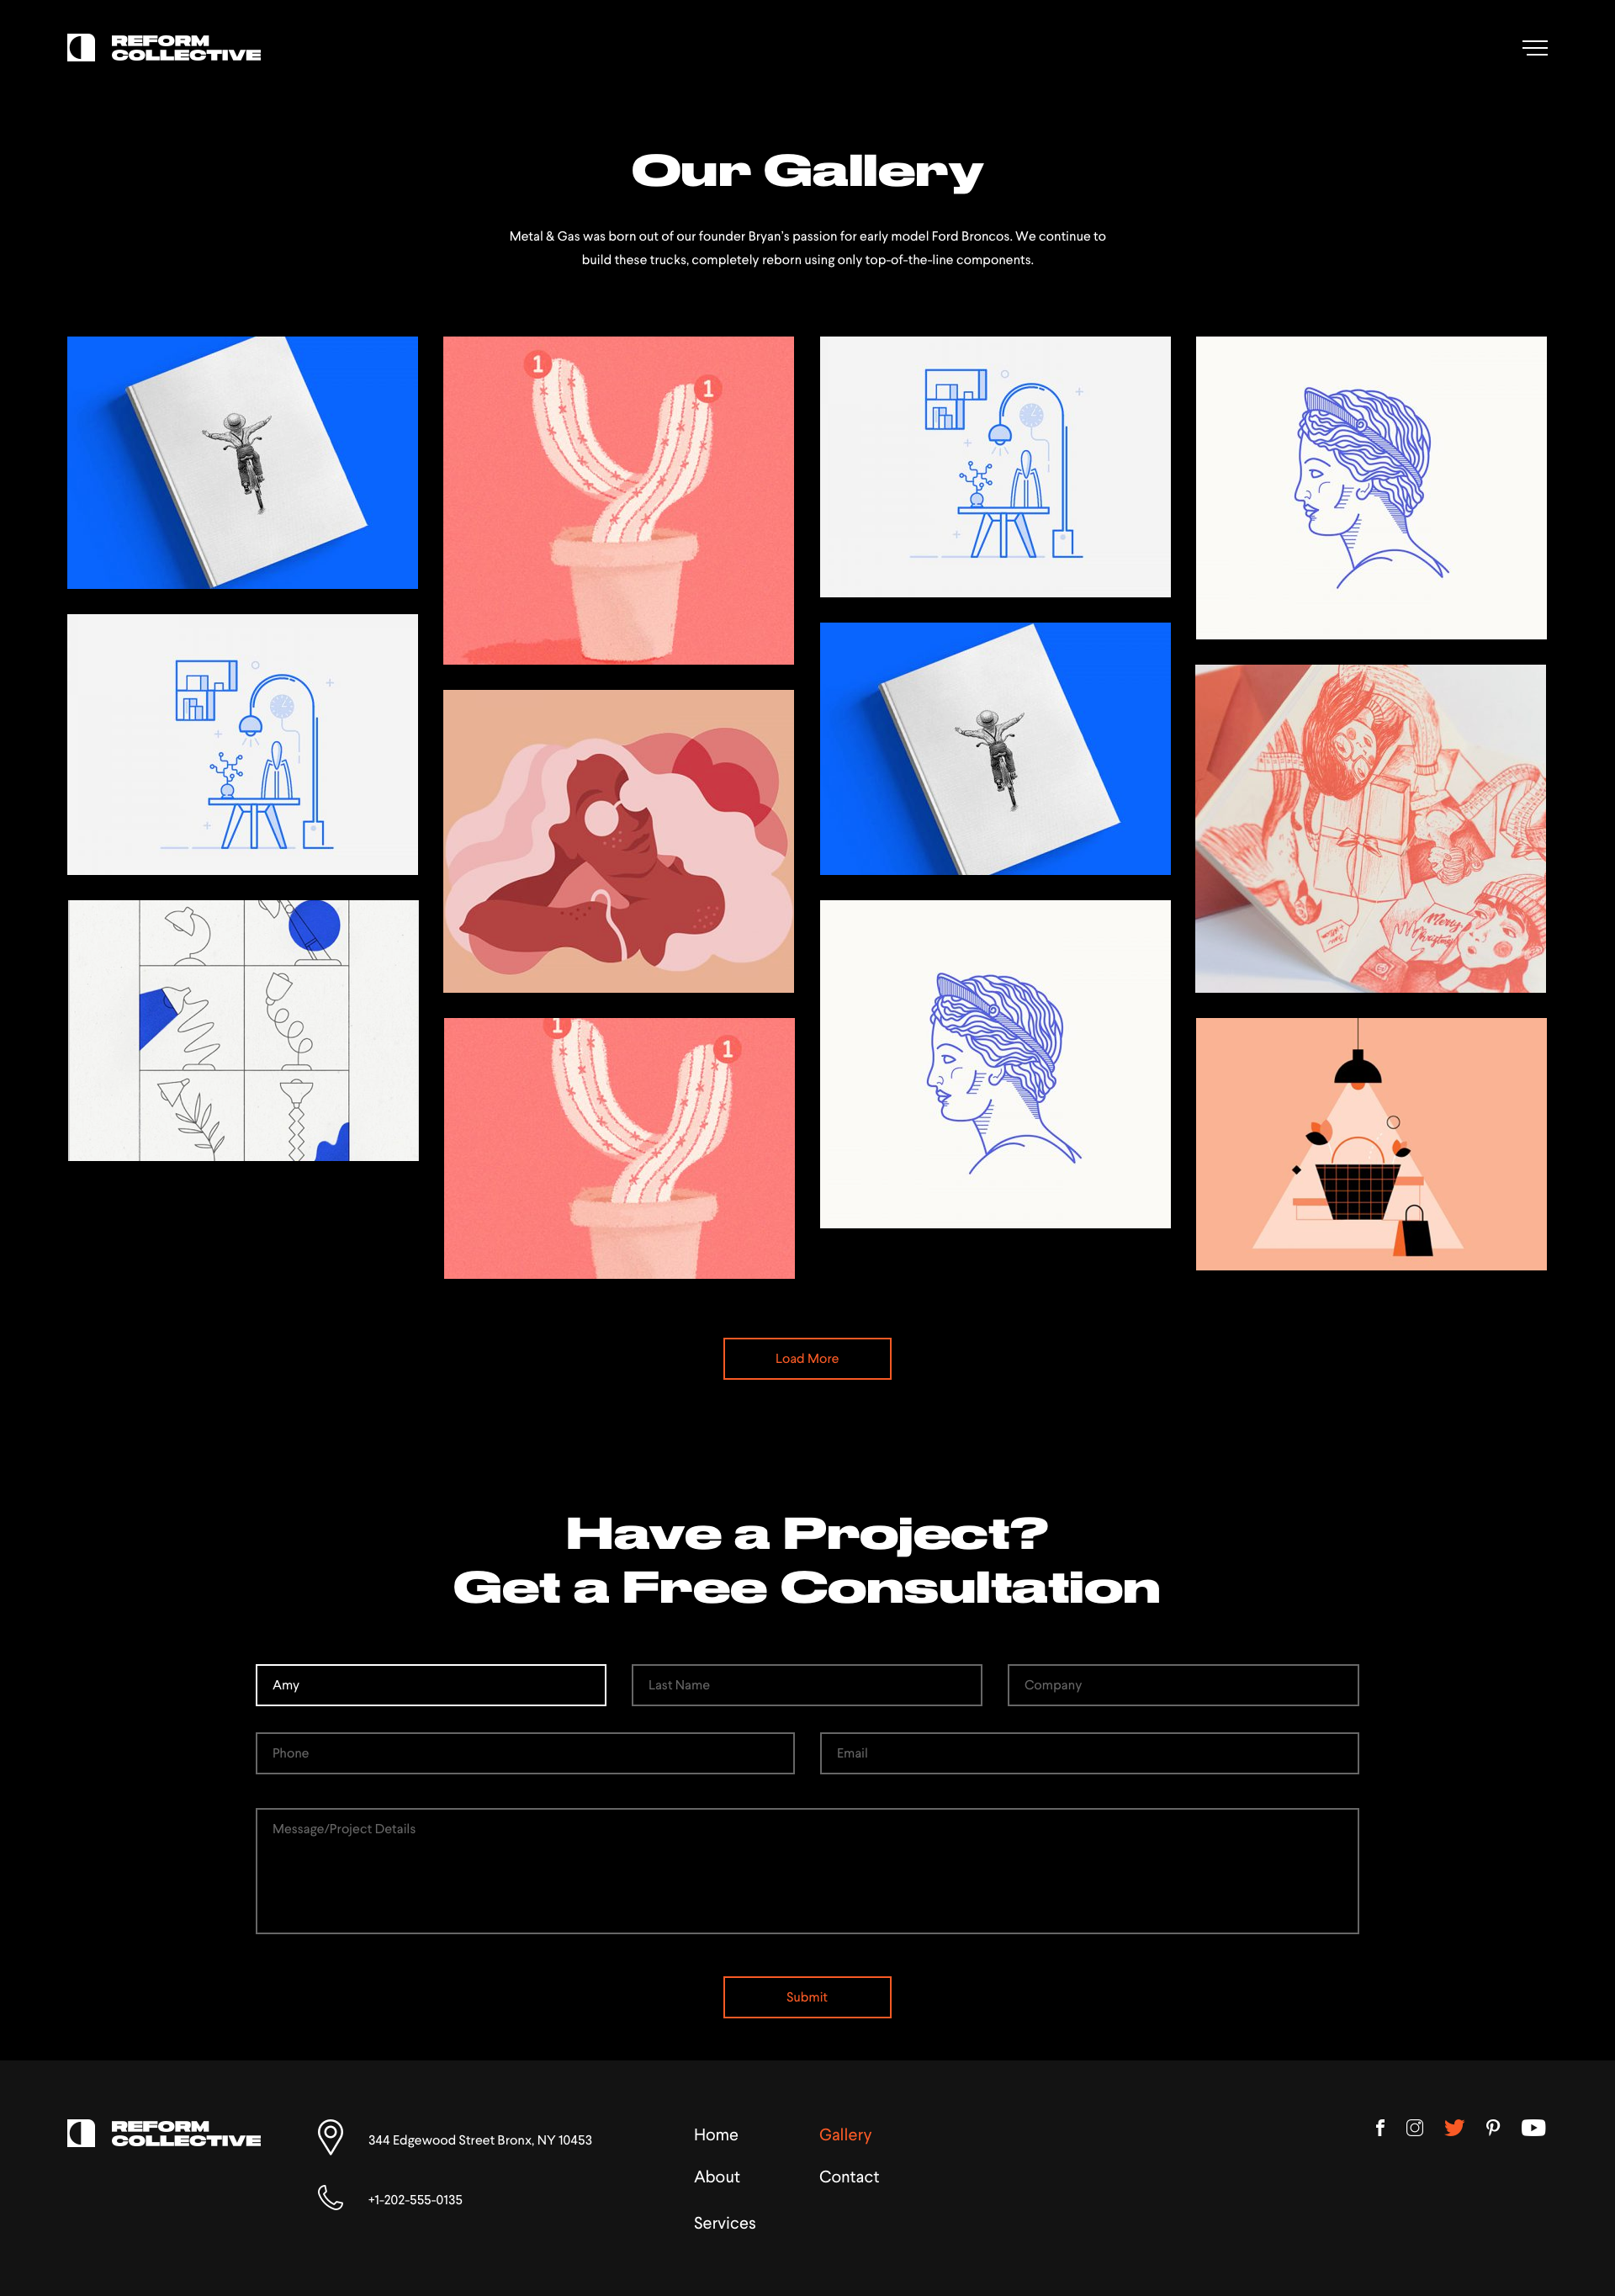 REFORM
COLLECTIVE
Our Gallery
Metal & Gas was born out of our founder Bryan's passion for early model Ford Broncos. We continue to
build these trucks, completely reborn using only top-of-the-line components.
1
1
Merry
Christmas
1
1
Load More
Have a Project?
Get a Free Consultation
Amy
Last Name
Company
Phone
Email
Message/Project Details
Submit
REFORM
COLLECTIVE
344 Edgewood Street Bronx, NY 10453
+1-202-555-0135
Home
About
Services
Gallery
Contact